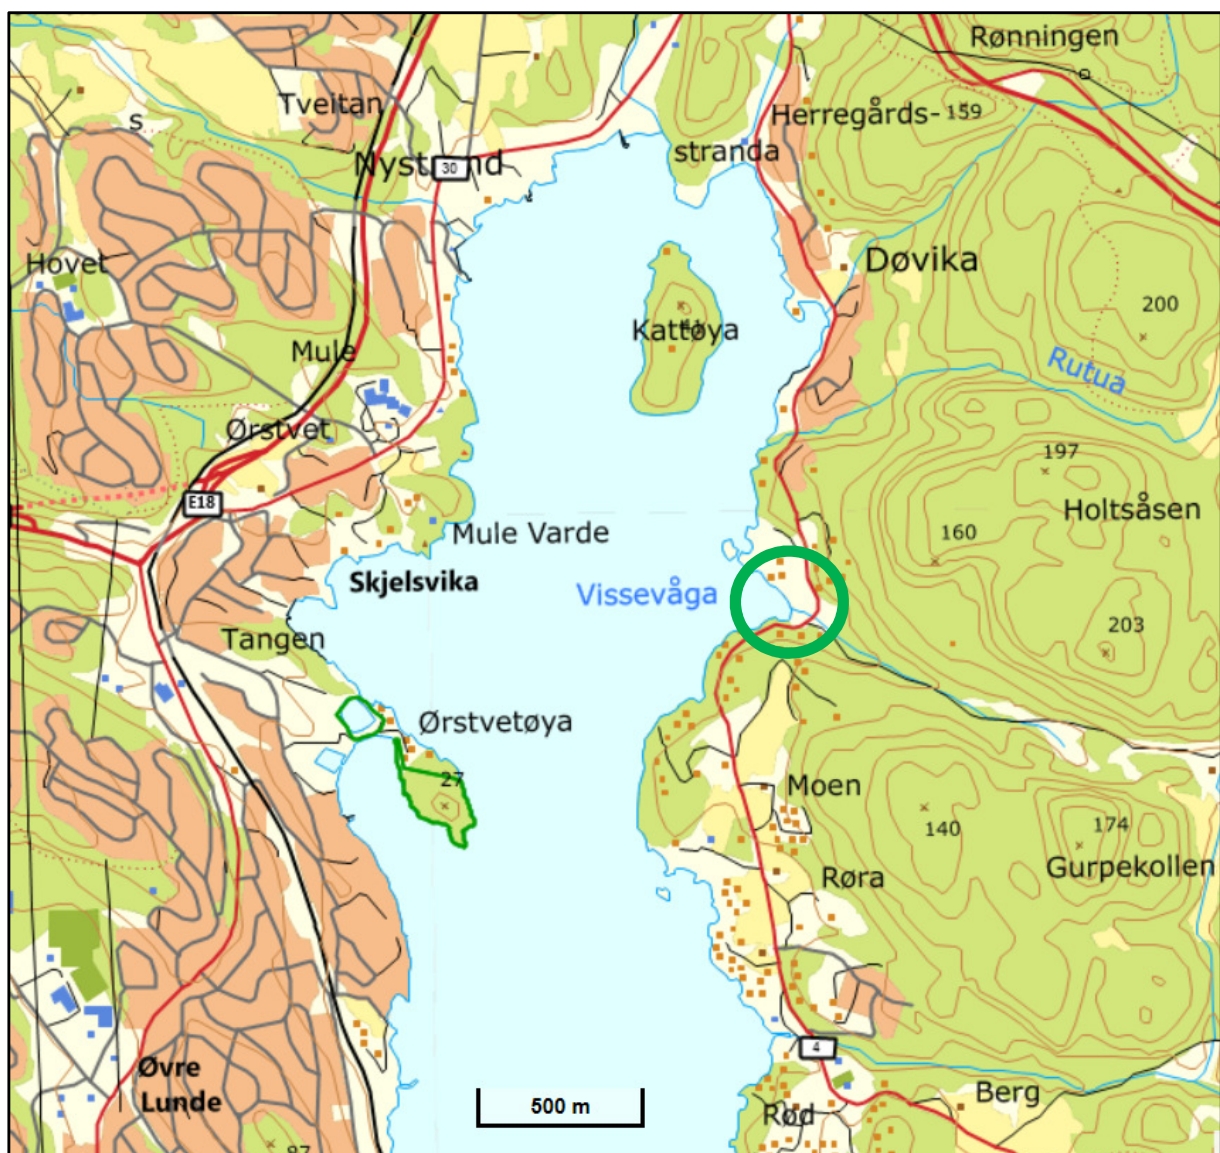 Rønningen
Tveitan
Herregårds-
159
s
stranda
Nystrand
30
Hovet
Døvika
200
Kattøya
Mule
Rutua
Ørstvet
197
E18
Holtsåsen
Mule Varde
160
Skjelsvika
Vissevåga
203
Tangen
Ørstvetøya
27
Moen
140
174
Røra
Gurpekollen
4
Øvre
Lunde
500 m
Berg
Rød
87